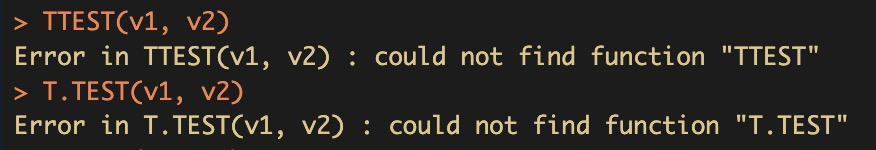 > TTEST(v1, v2)
Error in TTEST(v1, v2) : could not find function "TTEST"
> T.TEST(v1, v2)
Error in T.TEST(v1, v2) : could not find function "T.TEST"